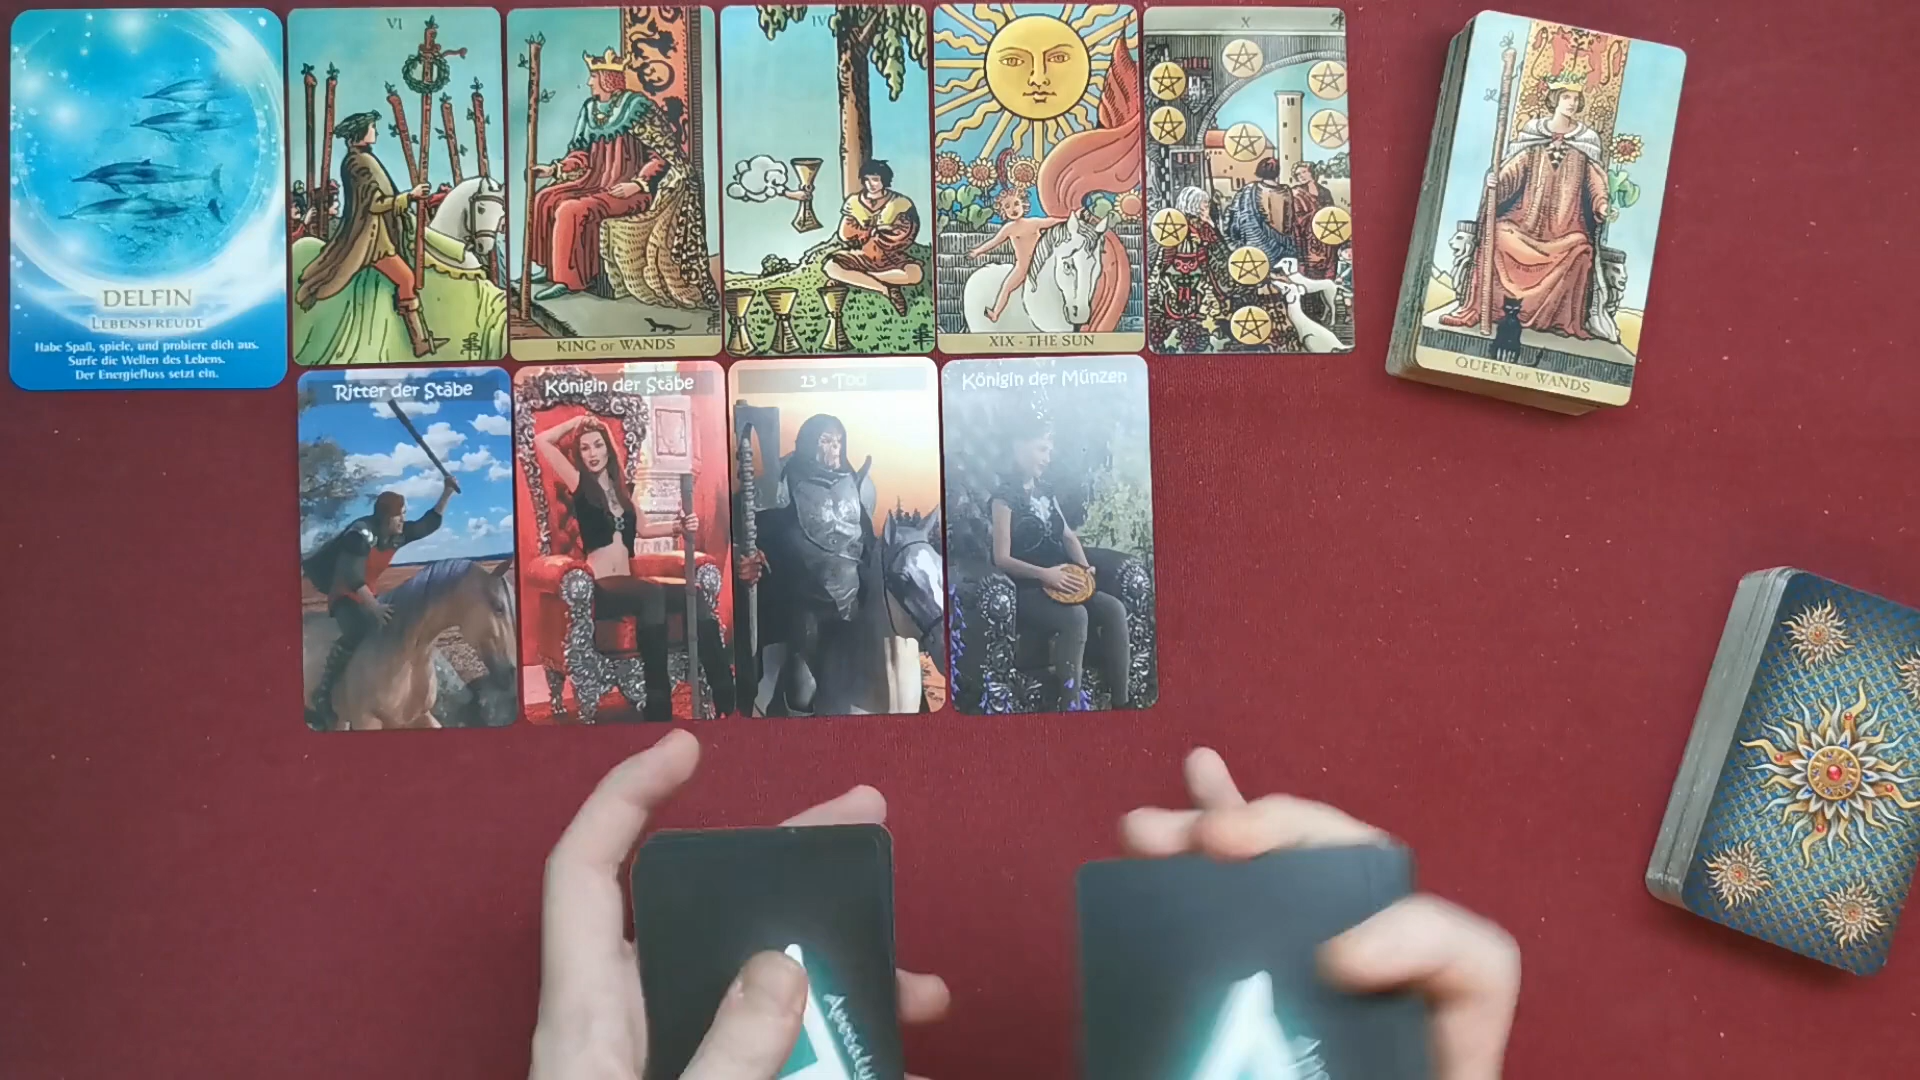 VI
IV
X
DELFIN
LEBENSFREUDE
Habe Spaß, spiele, und probiere dich aus.
Surfe die Wellen des Lebens.
Der Energiefluss setzt ein.
KING OF WANDS
XIX · THE SUN
QUEEN OF WANDS
Ritter der Stäbe
Königin der Stäbe
13 • Tod
Königin der Münzen